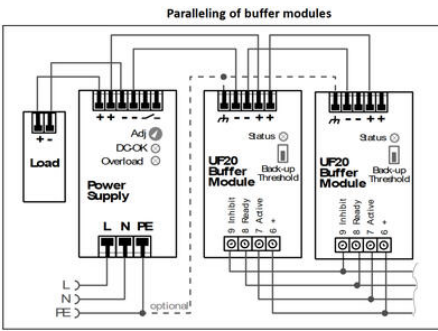 Paralleling of buffer modules
+ + - - -
+ -
Load
Adj
DC-OK
Overload
Power
Supply
L N PE
- - + +
Status
UF20
Buffer
Module
Back-up
Threshold
9 Inhibit
8 Ready
7 Active
6 +
- - + +
Status
UF20
Buffer
Module
Back-up
Threshold
9 Inhibit
8 Ready
7 Active
6 +
L
N
PE
optional